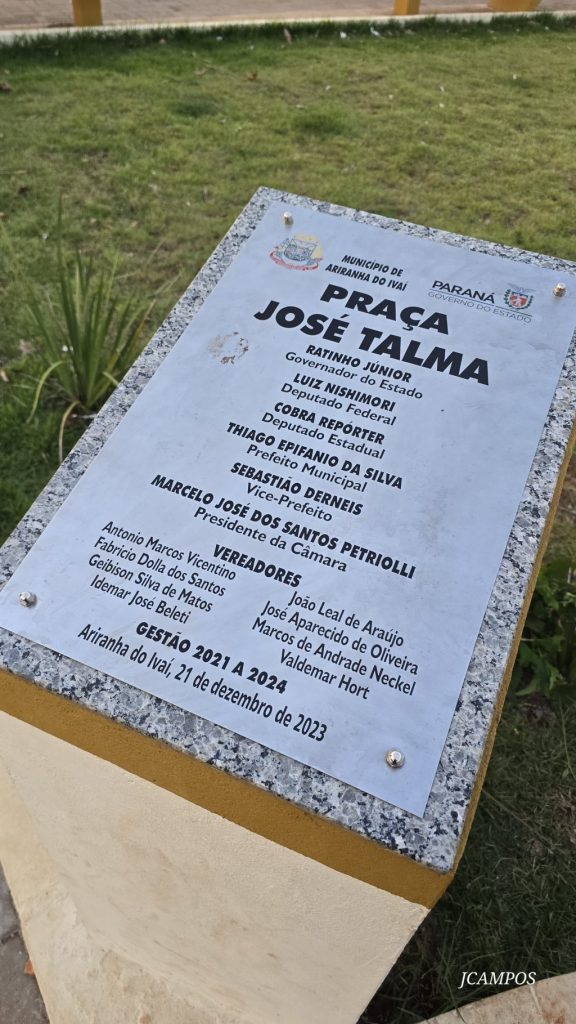 MUNICÍPIO DE
ARIRANHA DO IVAÍ
PARANÁ
GOVERNO DO ESTADO
PRAÇA
JOSÉ TALMA
RATINHO JÚNIOR
Governador do Estado
LUIZ NISHIMORI
Deputado Federal
COBRA REPÓRTER
Deputado Estadual
THIAGO EPIFANIO DA SILVA
Prefeito Municipal
SEBASTIÃO DERNEIS
Vice-Prefeito
MARCELO JOSÉ DOS SANTOS PETRIOLLI
Presidente da Câmara
VEREADORES
Antonio Marcos Vicentino
Fabrício Dolla dos Santos
Geibison Silva de Matos
Idemar José Beleti
João Leal de Araújo
José Aparecido de Oliveira
Marcos de Andrade Neckel
Valdemar Hort
GESTÃO 2021 A 2024
Ariranha do Ivaí, 21 de dezembro de 2023
JCAMPOS